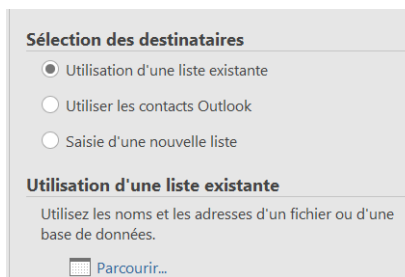 Sélection des destinataires
Utilisation d'une liste existante
Utiliser les contacts Outlook
Saisie d'une nouvelle liste
Utilisation d'une liste existante
Utilisez les noms et les adresses d'un fichier ou d'une
base de données.
Parcourir...